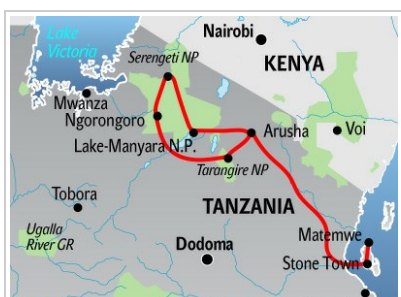 Lake
Victoria
Nairobi
Serengeti NP
KENYA
Mwanza
Ngorongoro
Arusha
Voi
Lake-Manyara N.P.
Tarangire NP
Tobora
TANZANIA
Ugalla
River GR
Matemwe
Dodoma
Stone Town